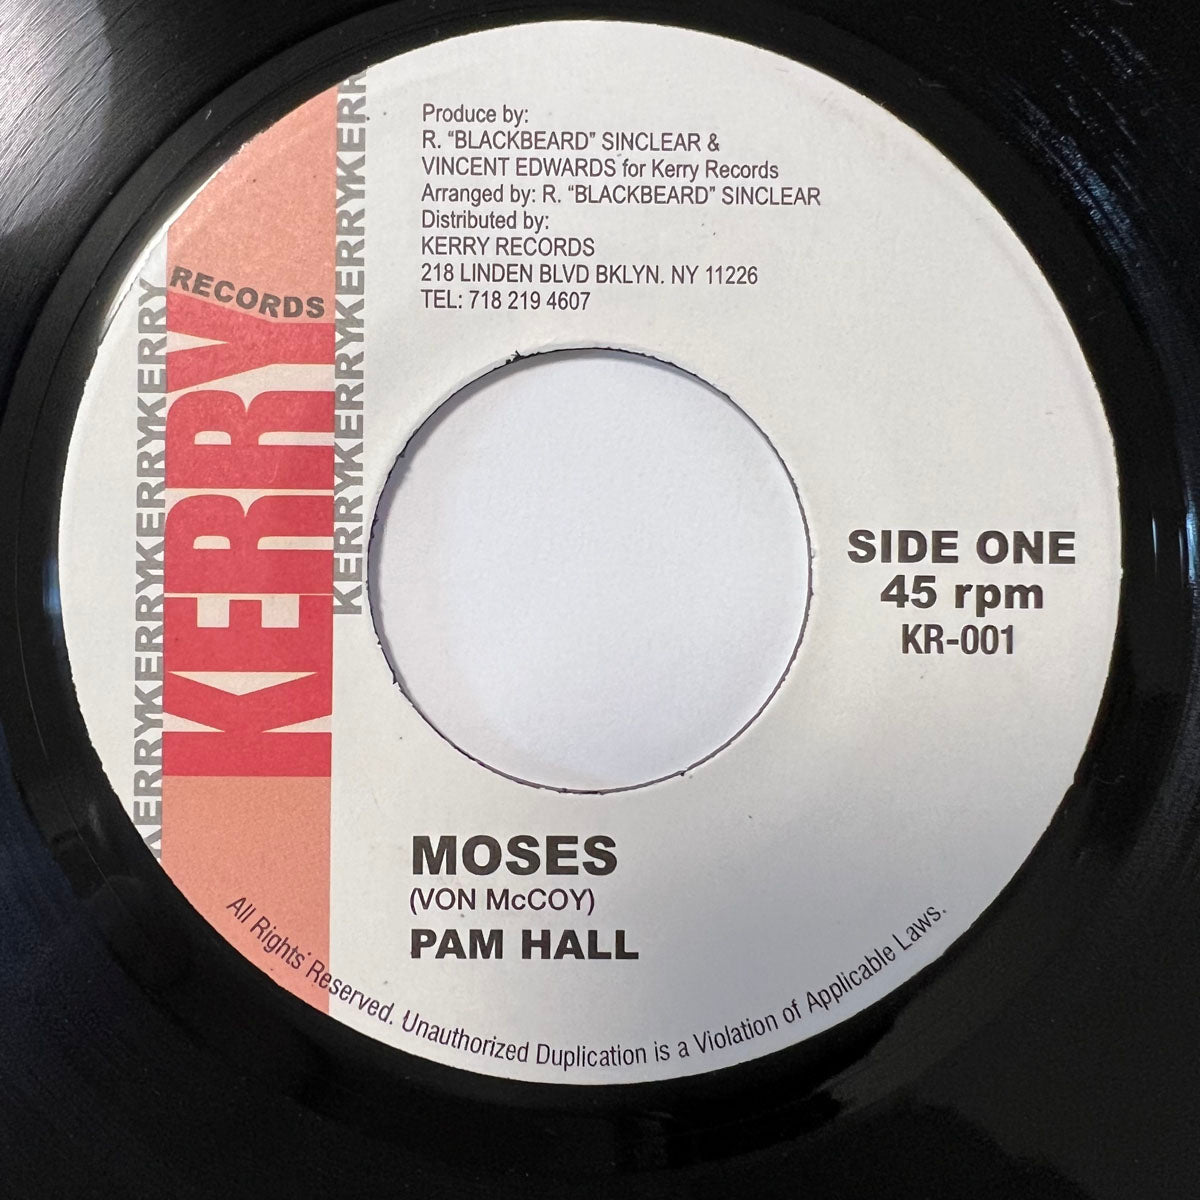 Produce by:
R. “BLACKBEARD” SINCLEAR &
VINCENT EDWARDS for Kerry Records
Arranged by: R. “BLACKBEARD” SINCLEAR
Distributed by:
KERRY RECORDS
218 LINDEN BLVD BKLYN. NY 11226
TEL: 718 219 4607
RECORDS
KERRY
KERRYKERRYKERRYKERR
KERRYKERRYKERRYKERRY
SIDE ONE
45 rpm
KR-001
MOSES
(VON McCOY)
PAM HALL
All Rights Reserved. Unauthorized Duplication is a Violation of Applicable Laws.